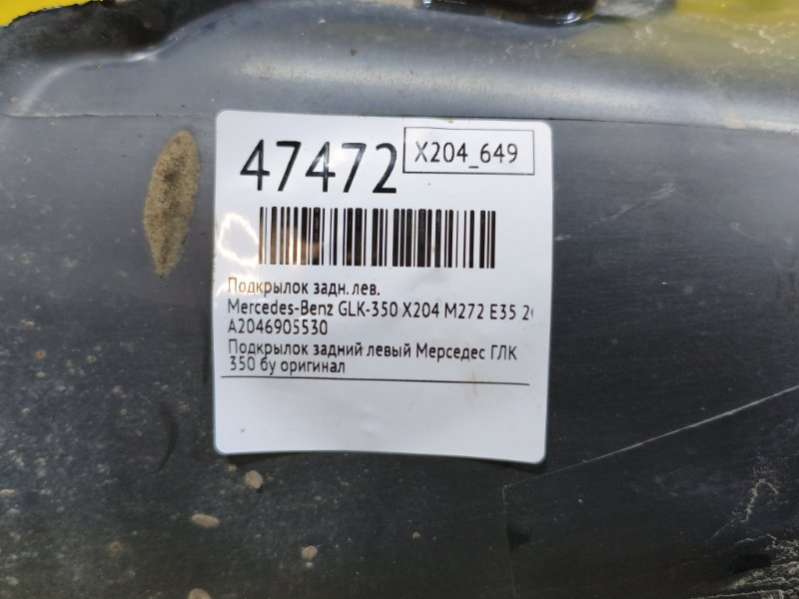 47472
X204_649
Подкрылок задн. лев.
Mercedes-Benz GLK-350 X204 M272 E35
A2046905530
Подкрылок задний левый Мерседес ГЛК
350 бу оригинал